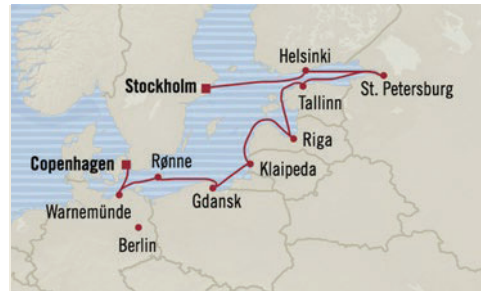 Helsinki
Stockholm
St. Petersburg
Tallinn
Riga
Copenhagen
Rønne
Klaipeda
Gdansk
Warnemünde
Berlin